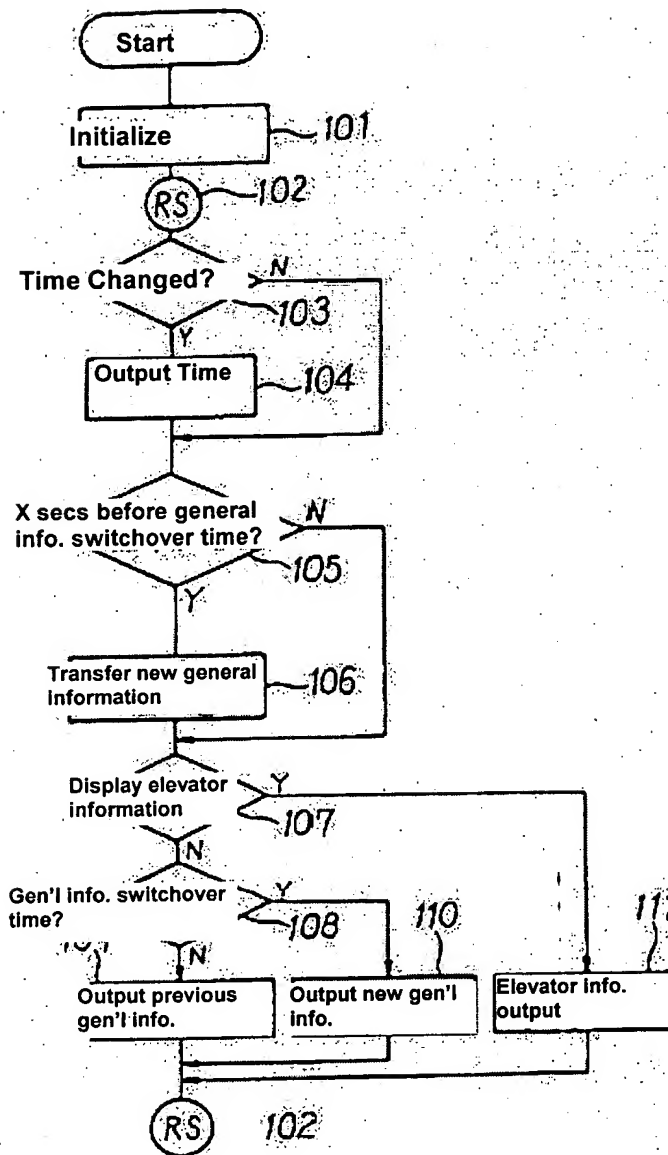 Start
Initialize
101
RS
102
Time Changed?
N
103
Y
Output Time
104
X secs before general
info. switchover time?
N
105
Y
Transfer new general
information
106
Display elevator
information
Y
107
N
Gen'l info. switchover
time?
Y
108
110
N
Output previous
gen'l info.
Output new gen'l
info.
Elevator info.
output
RS
102